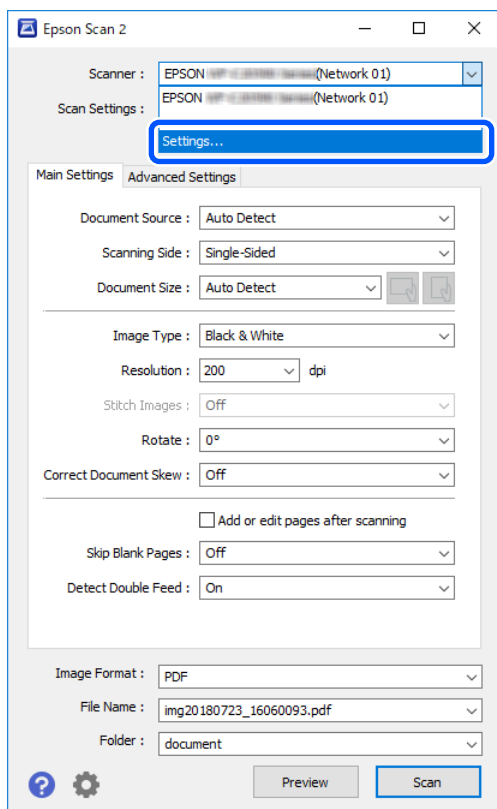 Epson Scan 2
Scanner : EPSON (Network 01)
EPSON (Network 01)
Scan Settings :
Settings...
Main Settings Advanced Settings
Document Source : Auto Detect
Scanning Side : Single-Sided
Document Size : Auto Detect
Image Type : Black & White
Resolution : 200 dpi
Stitch Images : Off
Rotate : 0°
Correct Document Skew : Off
Add or edit pages after scanning
Skip Blank Pages : Off
Detect Double Feed : On
Image Format : PDF
File Name : img20180723_16060093.pdf
Folder : document
? Preview Scan